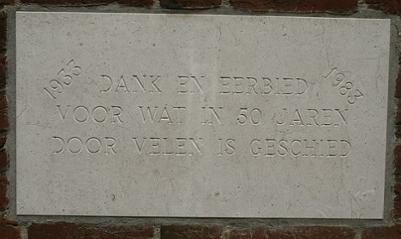 1933 DANK EN EERBIED 1983
VOOR WAT IN 50 JAREN
DOOR VELEN IS GESCHIED